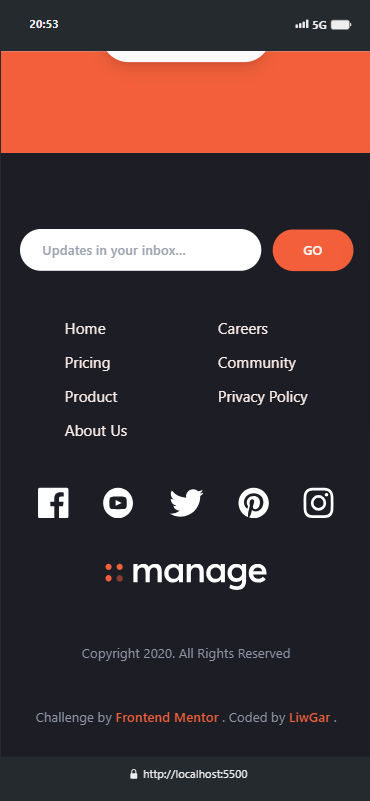 20:53
5G
Updates in your inbox...
GO
Home
Careers
Pricing
Community
Product
Privacy Policy
About Us
manage
Copyright 2020. All Rights Reserved
Challenge by Frontend Mentor . Coded by LiwGar .
http://localhost:5500